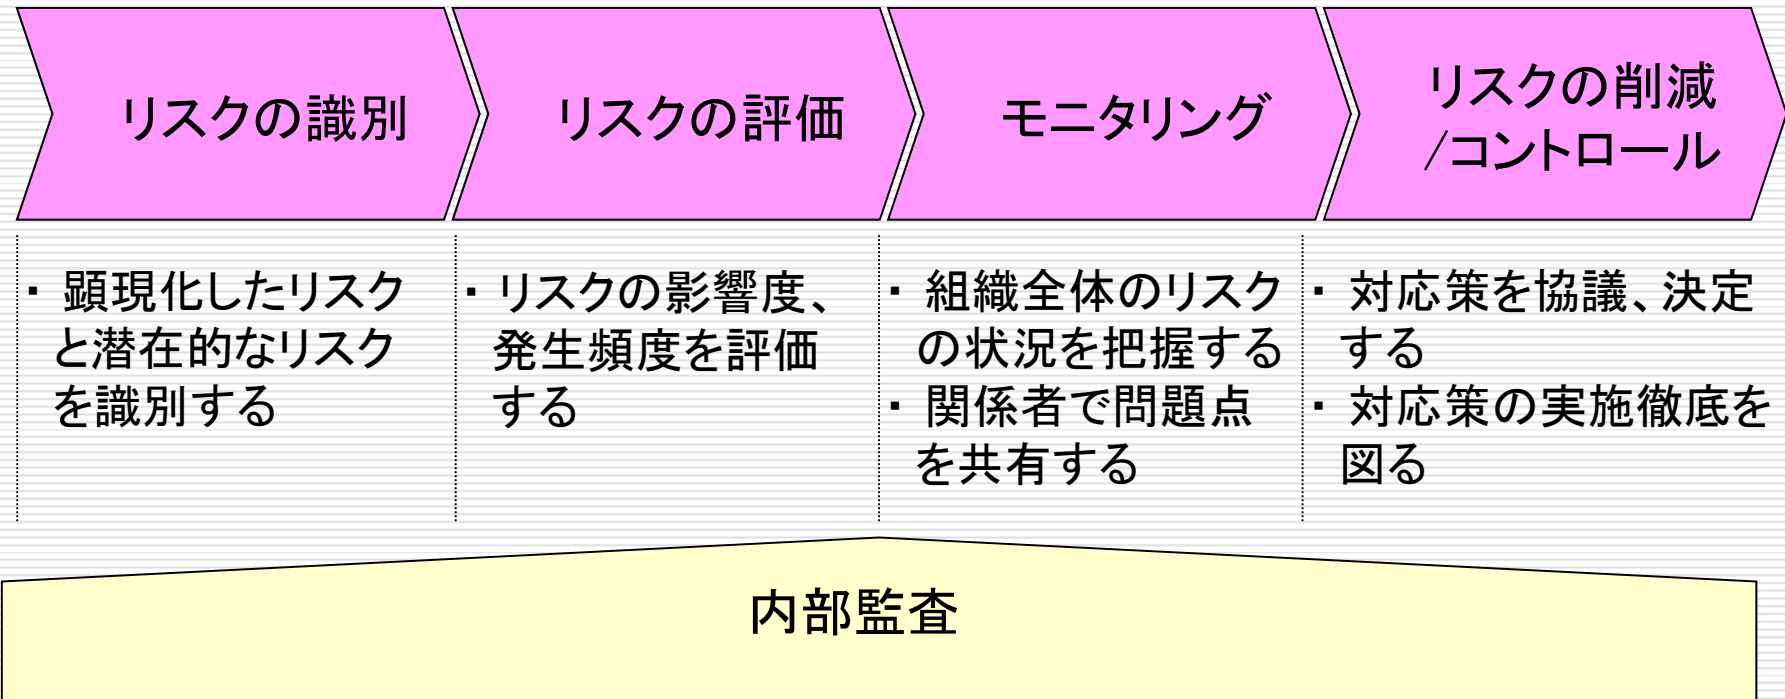 リスクの識別
リスクの評価
モニタリング
リスクの削減
/コントロール
・ 顕現化したリスク
と潜在的なリスク
を識別する
・ リスクの影響度、
発生頻度を評価
する
・ 組織全体のリスク
の状況を把握する
・ 関係者で問題点
を共有する
・ 対応策を協議、決定
する
・ 対応策の実施徹底を
図る
内部監査